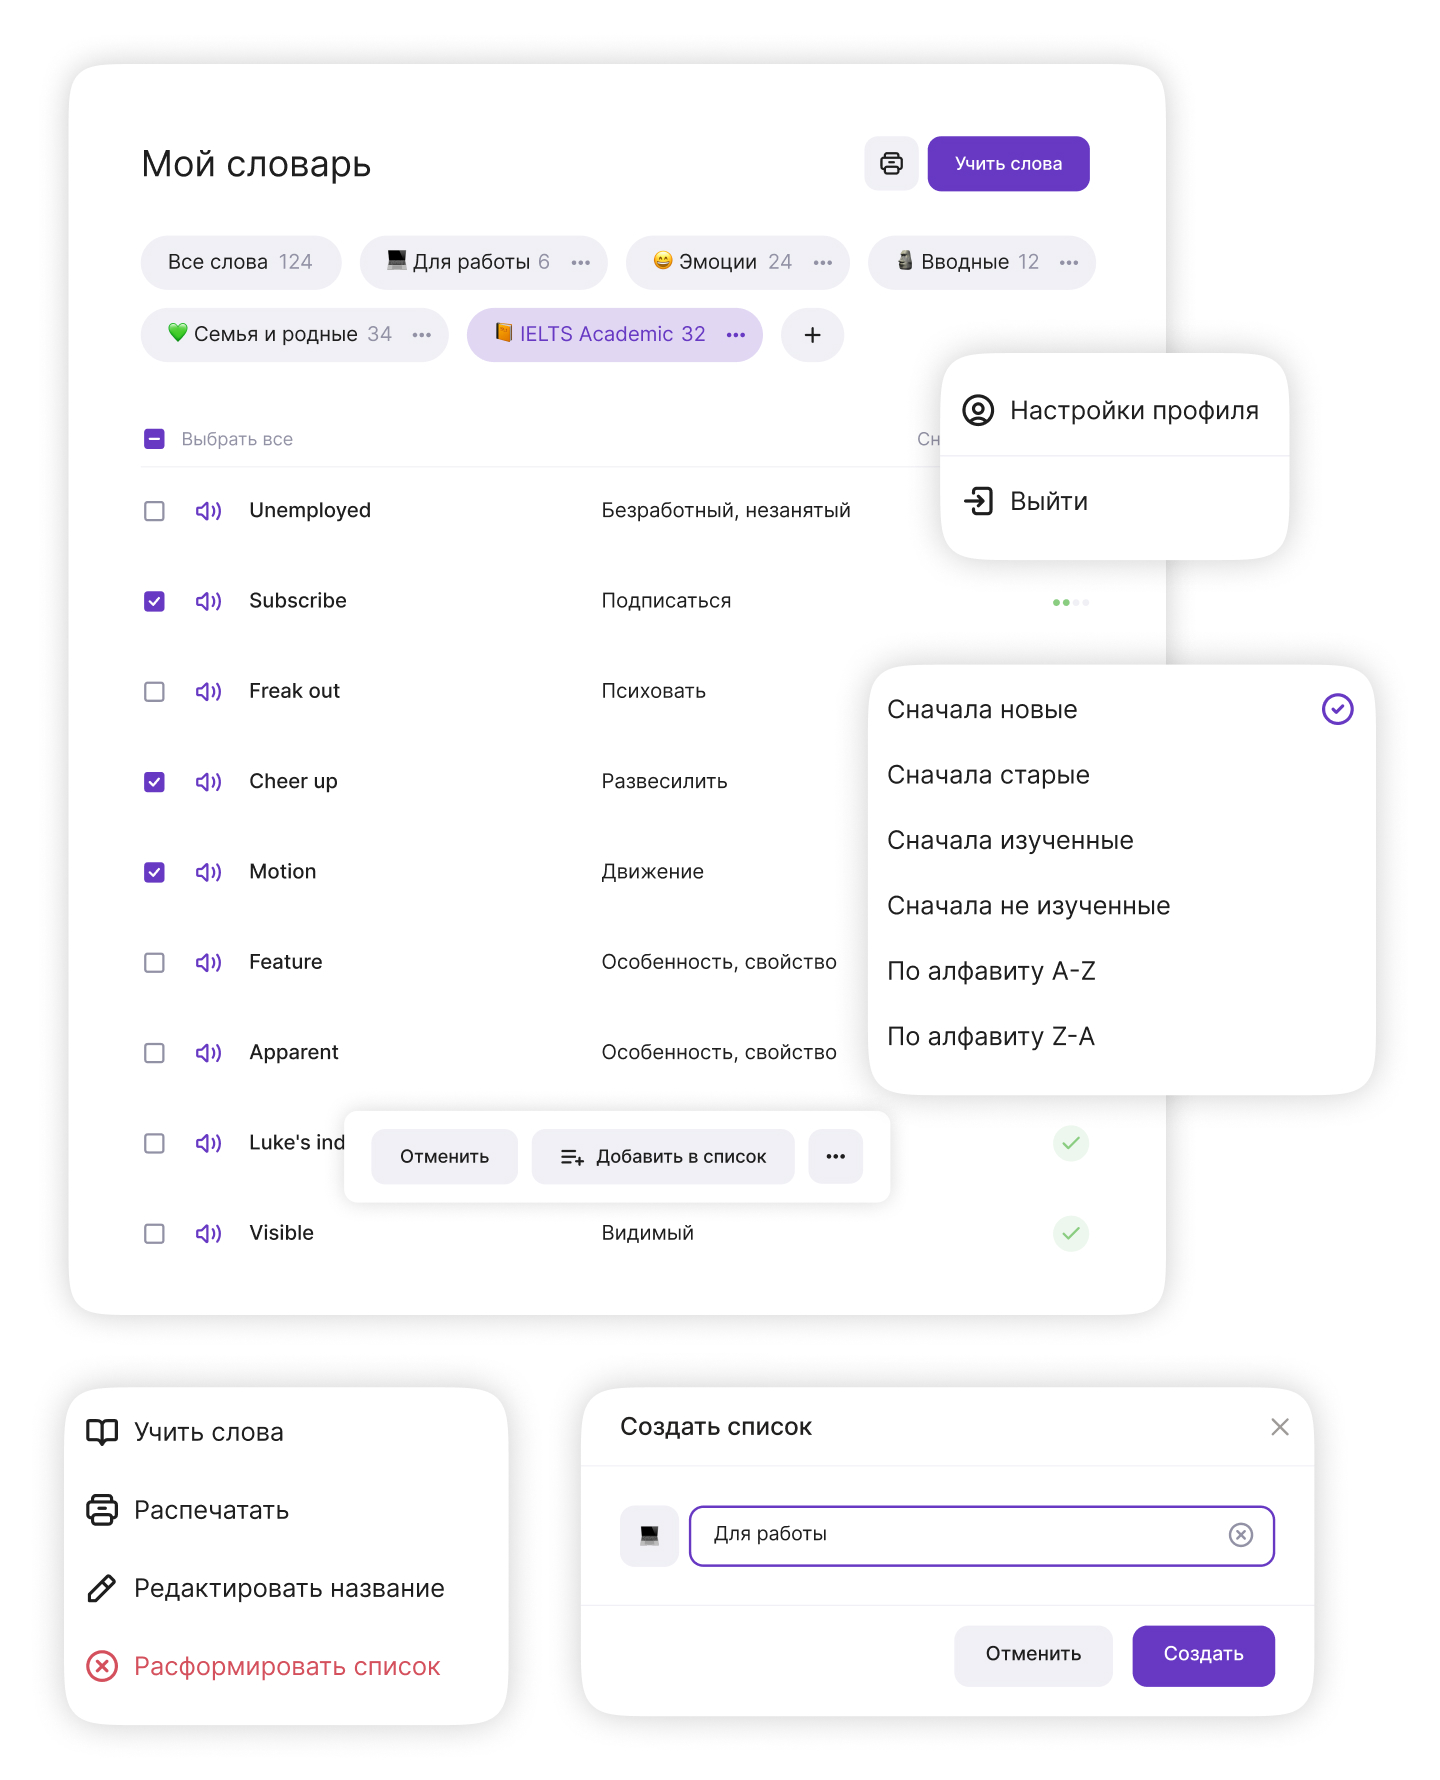 Мой словарь
Учить слова
Все слова 124
Для работы 6
Эмоции 24
Вводные 12
Семья и родные 34
IELTS Academic 32
Выбрать все
Настройки профиля
Выйти
Unemployed Безработный, незанятый
Subscribe Подписаться
Freak out Психовать
Cheer up Развесилить
Motion Движение
Feature Особенность, свойство
Apparent Особенность, свойство
Luke's ind
Visible Видимый
Сначала новые
Сначала старые
Сначала изученные
Сначала не изученные
По алфавиту A-Z
По алфавиту Z-A
Отменить
Добавить в список
Учить слова
Распечатать
Редактировать название
Расформировать список
Создать список
Для работы
Отменить
Создать